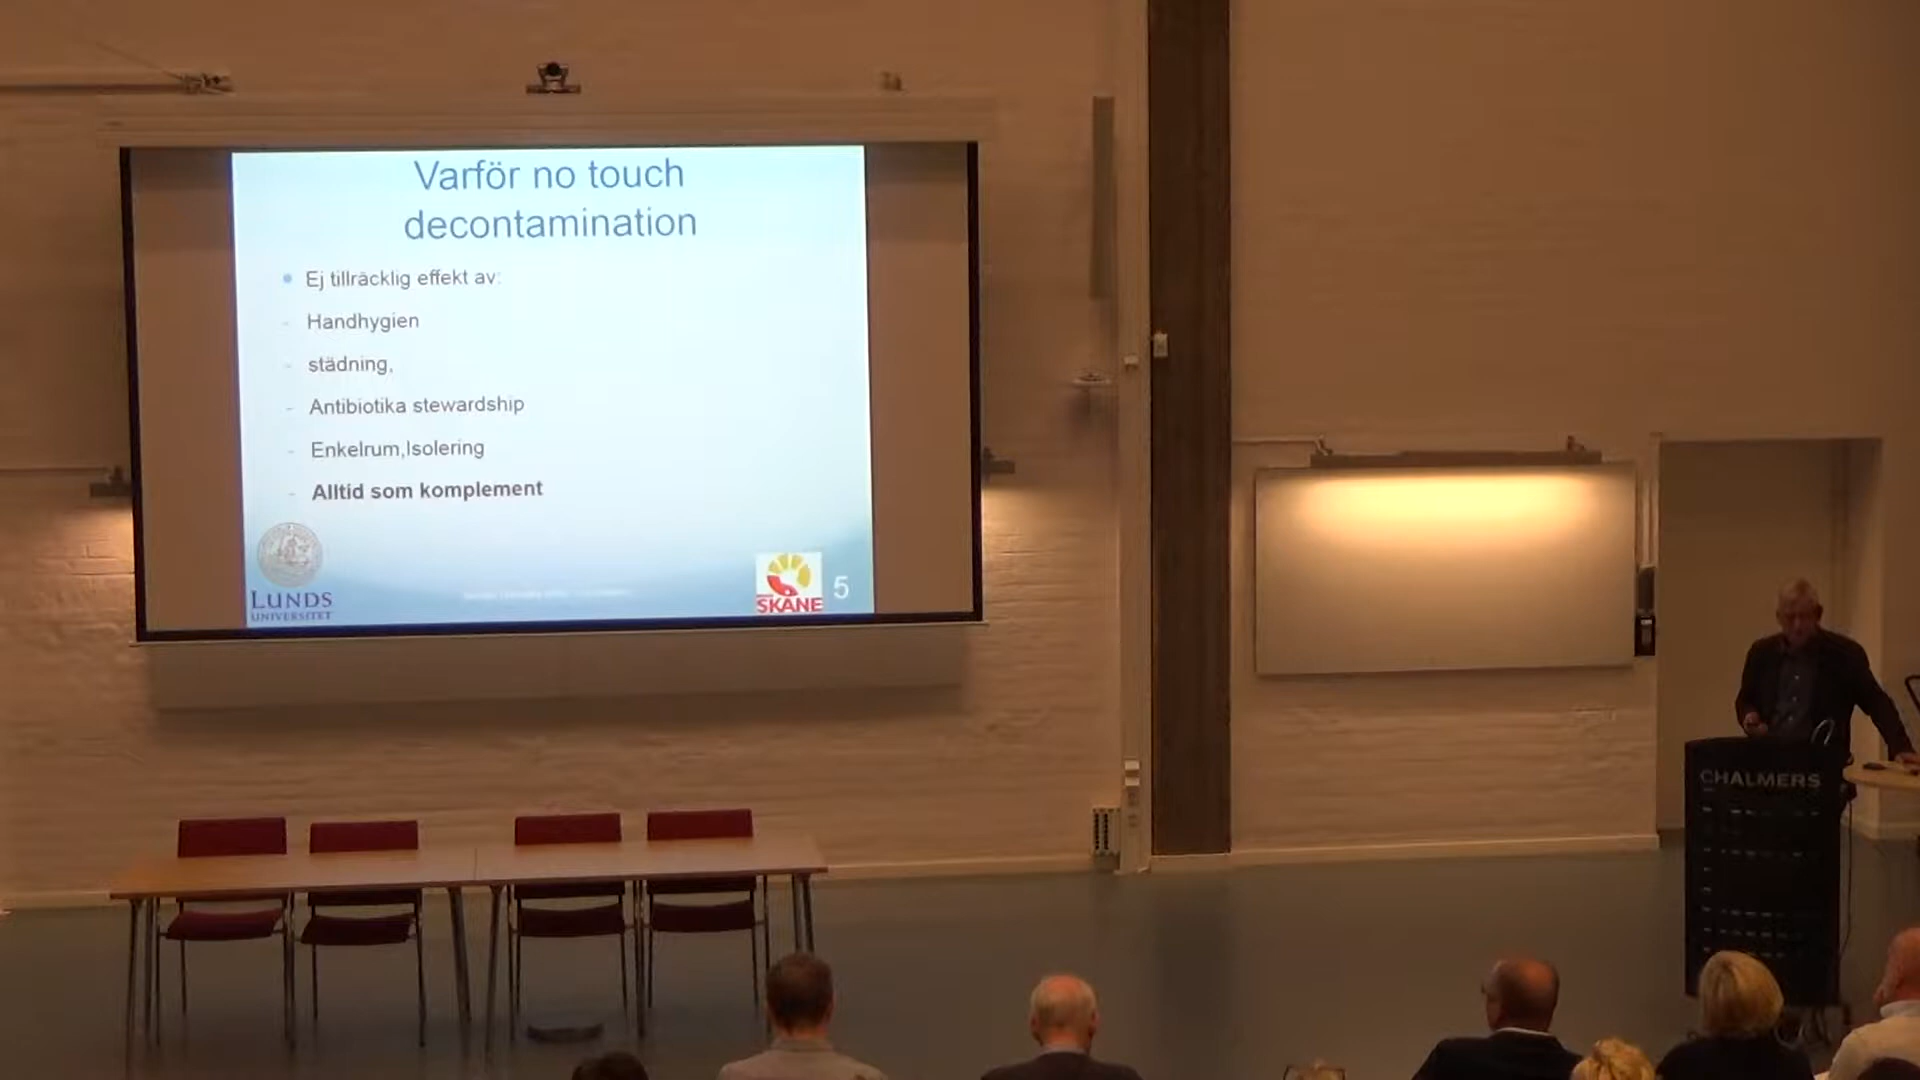 Varför no touch
decontamination
Ej tillräcklig effekt av:
- Handhygien
- städning,
- Antibiotika stewardship
- Enkelrum,Isolering
- Alltid som komplement
LUNDS
UNIVERSITET
SKÅNE
5
CHALMERS